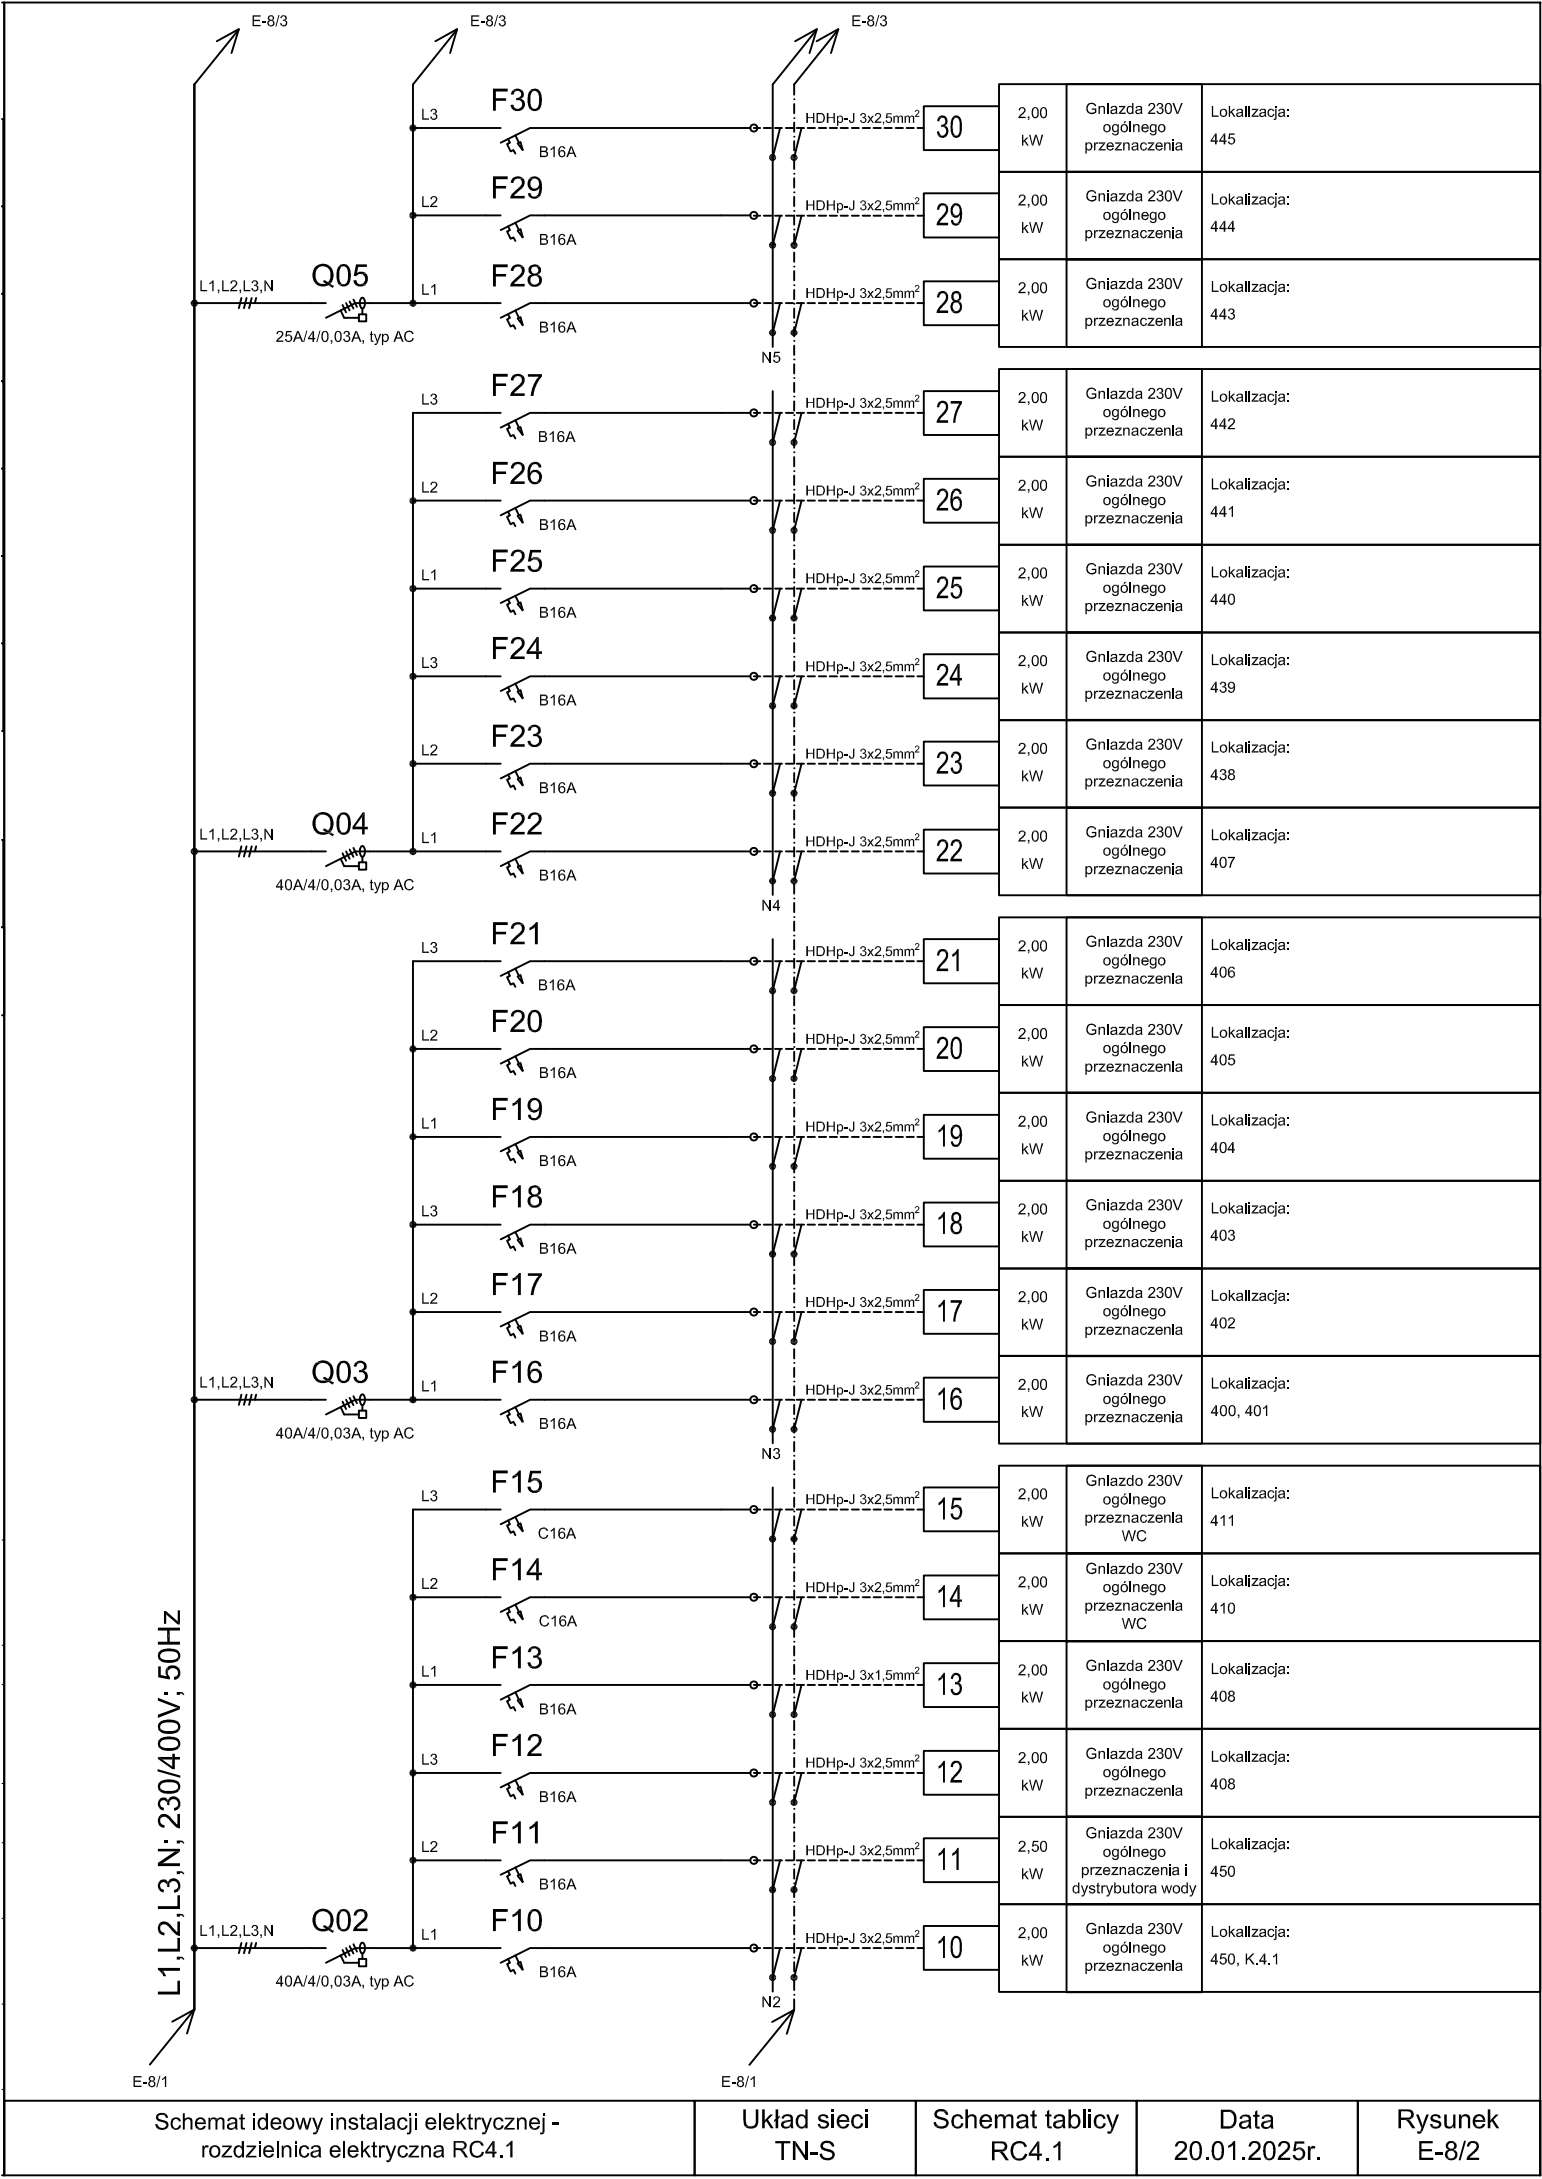 E-8/3
E-8/3
E-8/3
F30
L3
B16A
HDHp-J 3x2,5mm²
30
2,00
kW
Gniazda 230V
ogólnego
przeznaczenia
Lokalizacja:
445
F29
L2
B16A
HDHp-J 3x2,5mm²
29
2,00
kW
Gniazda 230V
ogólnego
przeznaczenia
Lokalizacja:
444
L1,L2,L3,N
Q05
25A/4/0,03A, typ AC
F28
L1
B16A
HDHp-J 3x2,5mm²
28
2,00
kW
Gniazda 230V
ogólnego
przeznaczenia
Lokalizacja:
443
N5
F27
L3
B16A
HDHp-J 3x2,5mm²
27
2,00
kW
Gniazda 230V
ogólnego
przeznaczenia
Lokalizacja:
442
F26
L2
B16A
HDHp-J 3x2,5mm²
26
2,00
kW
Gniazda 230V
ogólnego
przeznaczenia
Lokalizacja:
441
F25
L1
B16A
HDHp-J 3x2,5mm²
25
2,00
kW
Gniazda 230V
ogólnego
przeznaczenia
Lokalizacja:
440
F24
L3
B16A
HDHp-J 3x2,5mm²
24
2,00
kW
Gniazda 230V
ogólnego
przeznaczenia
Lokalizacja:
439
F23
L2
B16A
HDHp-J 3x2,5mm²
23
2,00
kW
Gniazda 230V
ogólnego
przeznaczenia
Lokalizacja:
438
L1,L2,L3,N
Q04
40A/4/0,03A, typ AC
F22
L1
B16A
HDHp-J 3x2,5mm²
22
2,00
kW
Gniazda 230V
ogólnego
przeznaczenia
Lokalizacja:
407
N4
F21
L3
B16A
HDHp-J 3x2,5mm²
21
2,00
kW
Gniazda 230V
ogólnego
przeznaczenia
Lokalizacja:
406
F20
L2
B16A
HDHp-J 3x2,5mm²
20
2,00
kW
Gniazda 230V
ogólnego
przeznaczenia
Lokalizacja:
405
F19
L1
B16A
HDHp-J 3x2,5mm²
19
2,00
kW
Gniazda 230V
ogólnego
przeznaczenia
Lokalizacja:
404
F18
L3
B16A
HDHp-J 3x2,5mm²
18
2,00
kW
Gniazda 230V
ogólnego
przeznaczenia
Lokalizacja:
403
F17
L2
B16A
HDHp-J 3x2,5mm²
17
2,00
kW
Gniazda 230V
ogólnego
przeznaczenia
Lokalizacja:
402
L1,L2,L3,N
Q03
40A/4/0,03A, typ AC
F16
L1
B16A
HDHp-J 3x2,5mm²
16
2,00
kW
Gniazda 230V
ogólnego
przeznaczenia
Lokalizacja:
400, 401
N3
F15
L3
C16A
HDHp-J 3x2,5mm²
15
2,00
kW
Gniazdo 230V
ogólnego
przeznaczenia
WC
Lokalizacja:
411
F14
L2
C16A
HDHp-J 3x2,5mm²
14
2,00
kW
Gniazdo 230V
ogólnego
przeznaczenia
WC
Lokalizacja:
410
F13
L1
B16A
HDHp-J 3x1,5mm²
13
2,00
kW
Gniazda 230V
ogólnego
przeznaczenia
Lokalizacja:
408
F12
L3
B16A
HDHp-J 3x2,5mm²
12
2,00
kW
Gniazda 230V
ogólnego
przeznaczenia
Lokalizacja:
408
F11
L2
B16A
HDHp-J 3x2,5mm²
11
2,50
kW
Gniazda 230V
ogólnego
przeznaczenia i
dystrybutora wody
Lokalizacja:
450
L1,L2,L3,N
Q02
40A/4/0,03A, typ AC
F10
L1
B16A
HDHp-J 3x2,5mm²
10
2,00
kW
Gniazda 230V
ogólnego
przeznaczenia
Lokalizacja:
450, K.4.1
N2
L1,L2,L3,N; 230/400V; 50Hz
E-8/1
E-8/1
Schemat ideowy instalacji elektrycznej -
rozdzielnica elektryczna RC4.1
Układ sieci
TN-S
Schemat tablicy
RC4.1
Data
20.01.2025r.
Rysunek
E-8/2